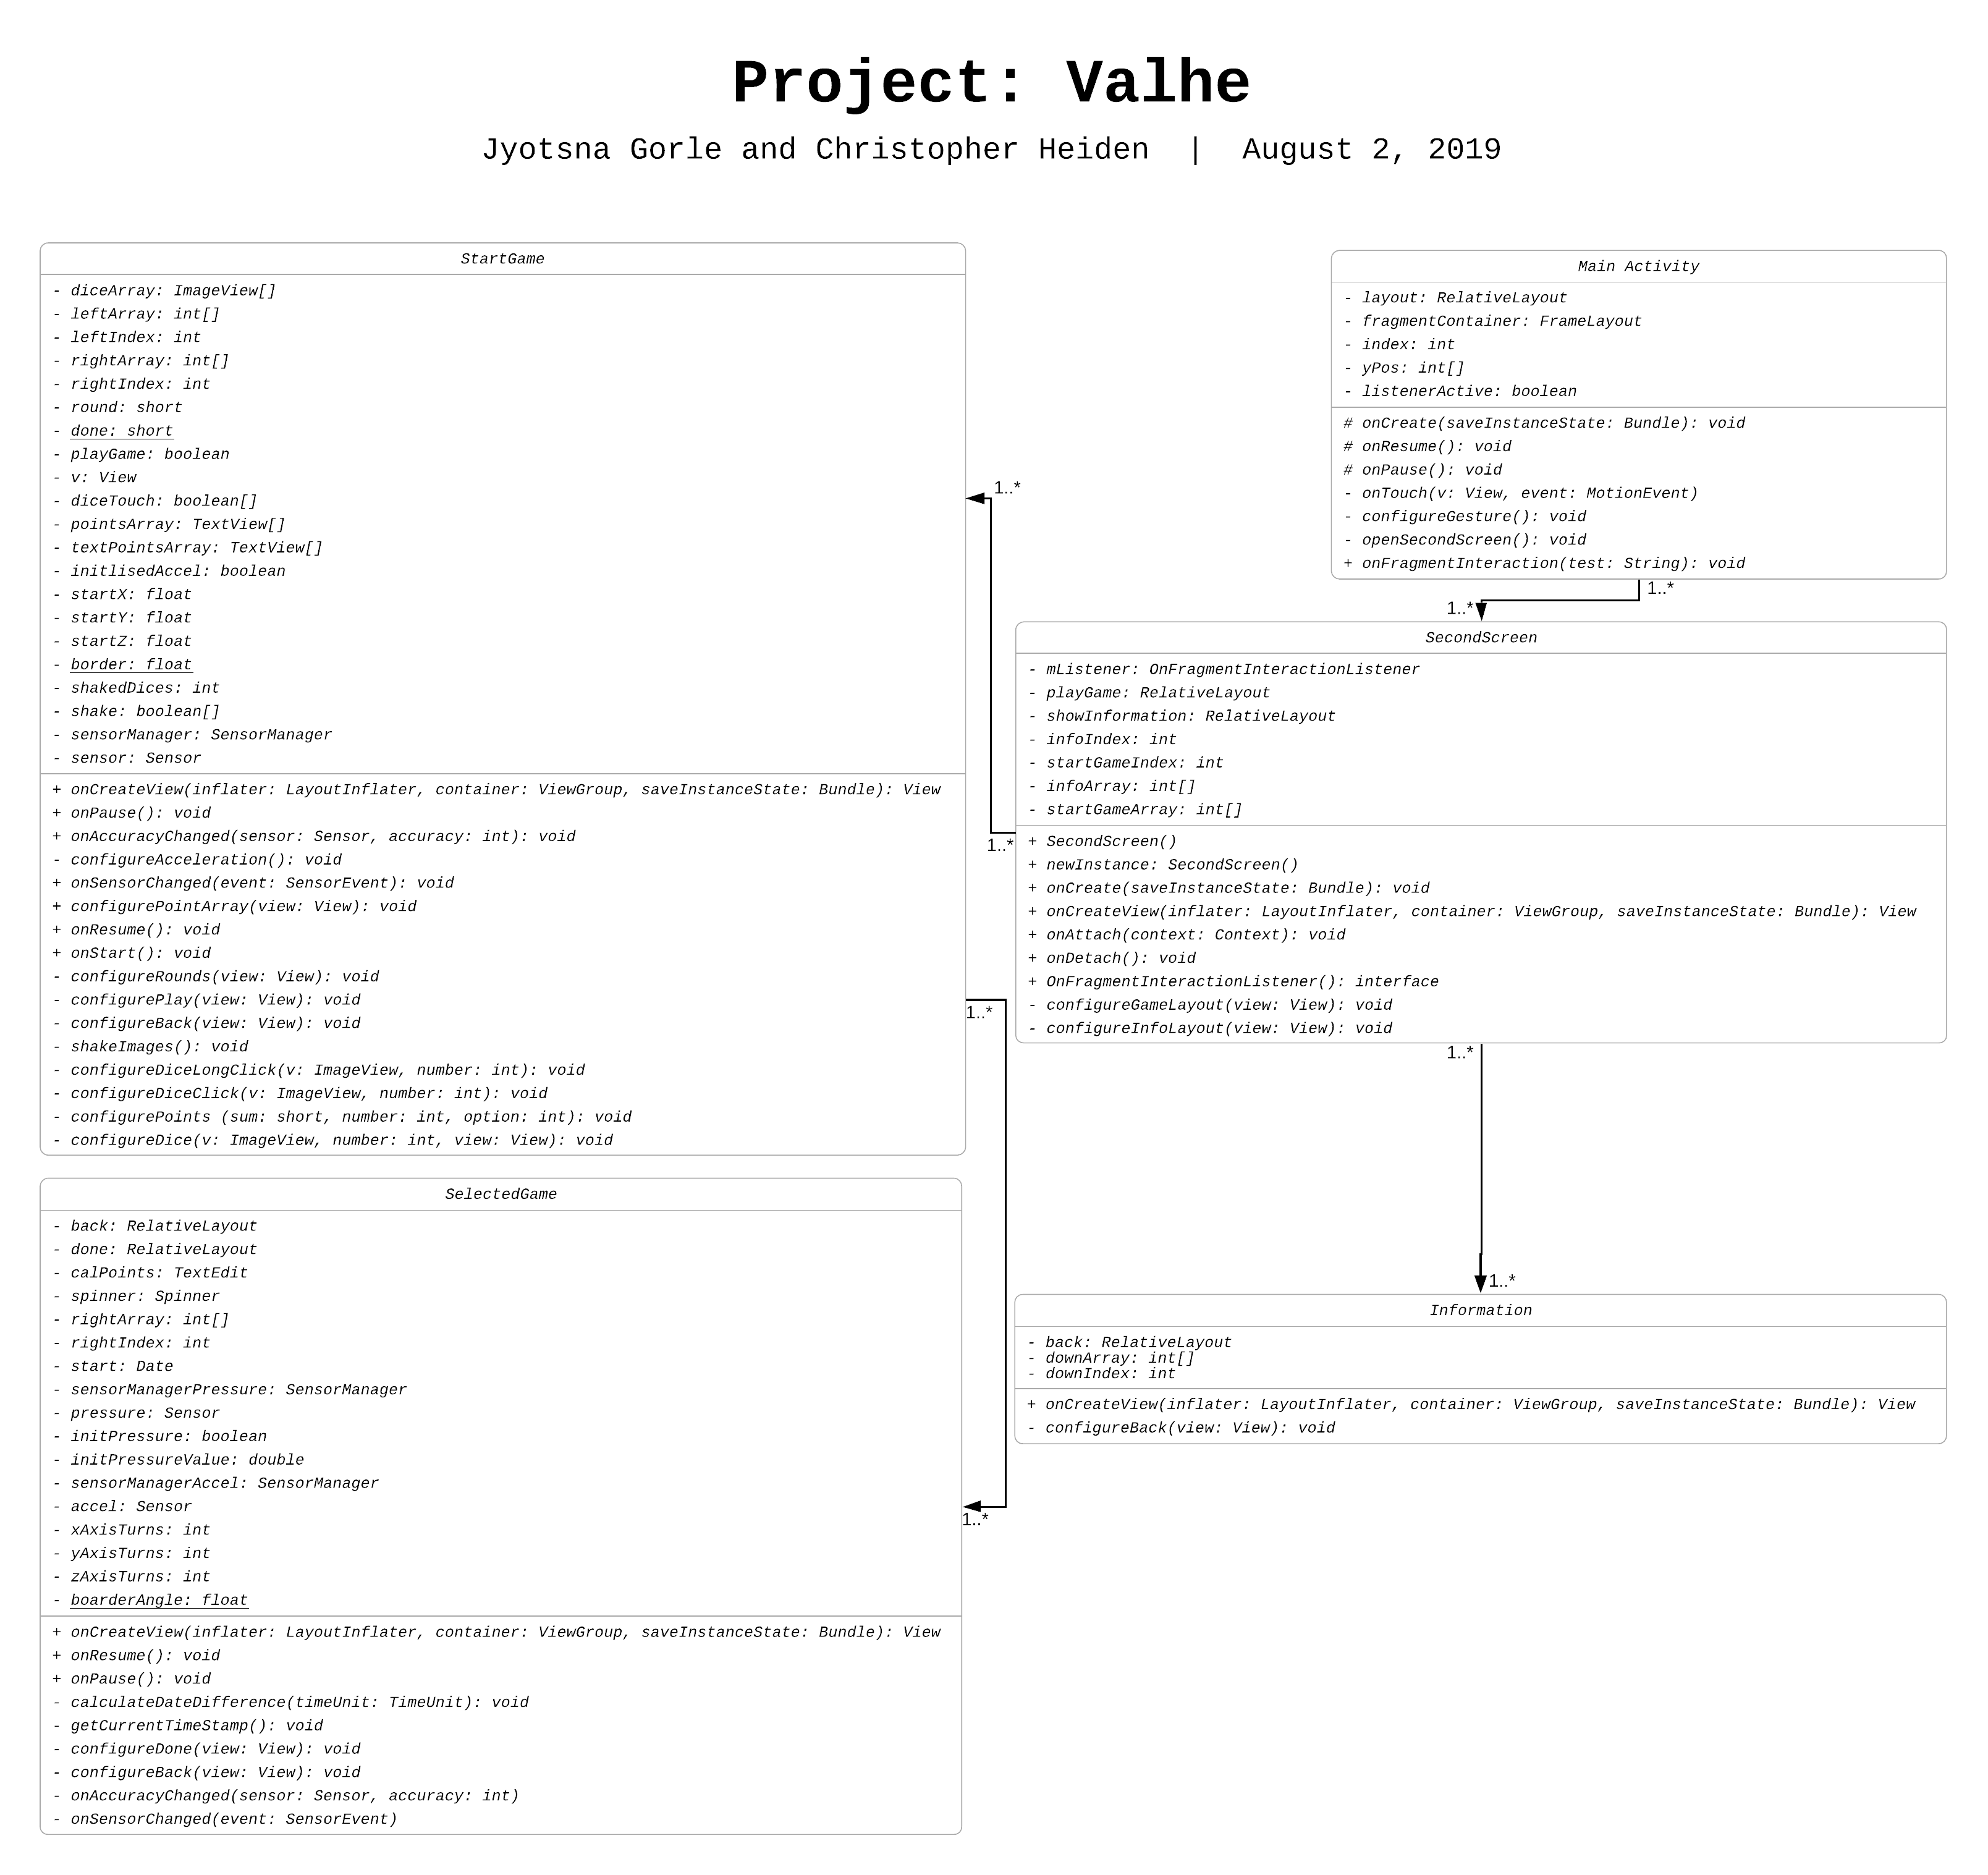 Project: Valhe
Jyotsna Gorle and Christopher Heiden | August 2, 2019
StartGame
- diceArray: ImageView[]
- leftArray: int[]
- leftIndex: int
- rightArray: int[]
- rightIndex: int
- round: short
- done: short
- playGame: boolean
- v: View
- diceTouch: boolean[]
- pointsArray: TextView[]
- textPointsArray: TextView[]
- initlisedAccel: boolean
- startX: float
- startY: float
- startZ: float
- border: float
- shakedDices: int
- shake: boolean[]
- sensorManager: SensorManager
- sensor: Sensor
+ onCreateView(inflater: LayoutInflater, container: ViewGroup, saveInstanceState: Bundle): View
+ onPause(): void
+ onAccuracyChanged(sensor: Sensor, accuracy: int): void
- configureAcceleration(): void
+ onSensorChanged(event: SensorEvent): void
+ configurePointArray(view: View): void
+ onResume(): void
+ onStart(): void
- configureRounds(view: View): void
- configurePlay(view: View): void
- configureBack(view: View): void
- shakeImages(): void
- configureDiceLongClick(v: ImageView, number: int): void
- configureDiceClick(v: ImageView, number: int): void
- configurePoints (sum: short, number: int, option: int): void
- configureDice(v: ImageView, number: int, view: View): void
Main Activity
- layout: RelativeLayout
- fragmentContainer: FrameLayout
- index: int
- yPos: int[]
- listenerActive: boolean
# onCreate(saveInstanceState: Bundle): void
# onResume(): void
# onPause(): void
- onTouch(v: View, event: MotionEvent)
- configureGesture(): void
- openSecondScreen(): void
+ onFragmentInteraction(test: String): void
1..*
1..*
1..*
1..*
SecondScreen
- mListener: OnFragmentInteractionListener
- playGame: RelativeLayout
- showInformation: RelativeLayout
- infoIndex: int
- startGameIndex: int
- infoArray: int[]
- startGameArray: int[]
+ SecondScreen()
+ newInstance: SecondScreen()
+ onCreate(saveInstanceState: Bundle): void
+ onCreateView(inflater: LayoutInflater, container: ViewGroup, saveInstanceState: Bundle): View
+ onAttach(context: Context): void
+ onDetach(): void
+ OnFragmentInteractionListener(): interface
- configureGameLayout(view: View): void
- configureInfoLayout(view: View): void
1..*
1..*
1..*
1..*
SelectedGame
- back: RelativeLayout
- done: RelativeLayout
- calPoints: TextEdit
- spinner: Spinner
- rightArray: int[]
- rightIndex: int
- start: Date
- sensorManagerPressure: SensorManager
- pressure: Sensor
- initPressure: boolean
- initPressureValue: double
- sensorManagerAccel: SensorManager
- accel: Sensor
- xAxisTurns: int
- yAxisTurns: int
- zAxisTurns: int
- boarderAngle: float
+ onCreateView(inflater: LayoutInflater, container: ViewGroup, saveInstanceState: Bundle): View
+ onResume(): void
+ onPause(): void
- calculateDateDifference(timeUnit: TimeUnit): void
- getCurrentTimeStamp(): void
- configureDone(view: View): void
- configureBack(view: View): void
- onAccuracyChanged(sensor: Sensor, accuracy: int)
- onSensorChanged(event: SensorEvent)
Information
- back: RelativeLayout
- downArray: int[]
- downIndex: int
+ onCreateView(inflater: LayoutInflater, container: ViewGroup, saveInstanceState: Bundle): View
- configureBack(view: View): void